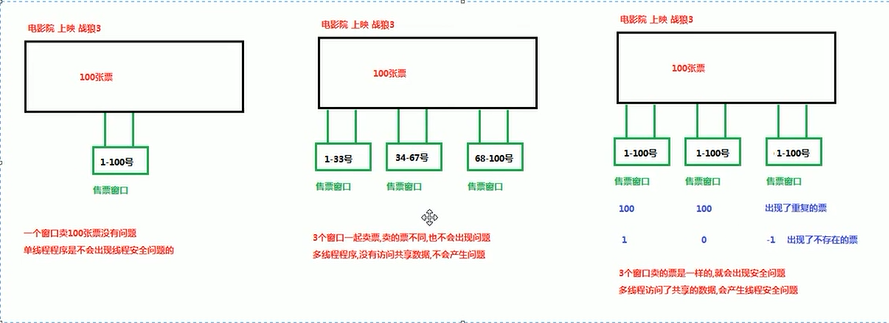 电影院 上映 战狼3
100张票
1-100号
售票窗口
一个窗口卖100张票没有问题
单线程程序是不会出现线程安全问题的
电影院 上映 战狼3
100张票
1-33号
34-67号
68-100号
售票窗口
售票窗口
售票窗口
3个窗口一起卖票,卖的票不同,也不会出现问题
多线程程序,没有访问共享数据,不会产生问题
电影院 上映 战狼3
100张票
1-100号
1-100号
1-100号
售票窗口
售票窗口
售票窗口
100 100 出现了重复的票
1 0 -1 出现了不存在的票
3个窗口卖的票是一样的,就会出现安全问题
多线程访问了共享的数据,会产生线程安全问题